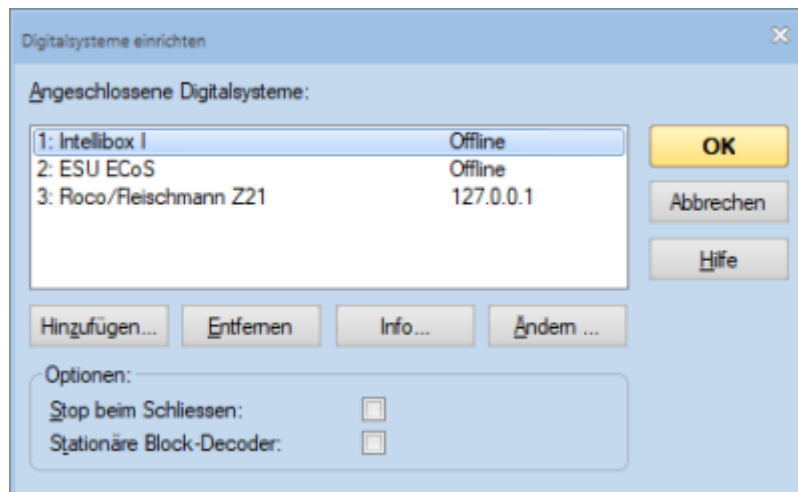 Digitalsysteme einrichten
Angeschlossene Digitalsysteme:
1: Intellibox I Offline
2: ESU ECoS Offline
3: Roco/Fleischmann Z21 127.0.0.1
OK
Abbrechen
Hilfe
Hinzufügen... Entfernen Info... Ändern ...
Optionen:
Stop beim Schliessen:
Stationäre Block-Decoder: